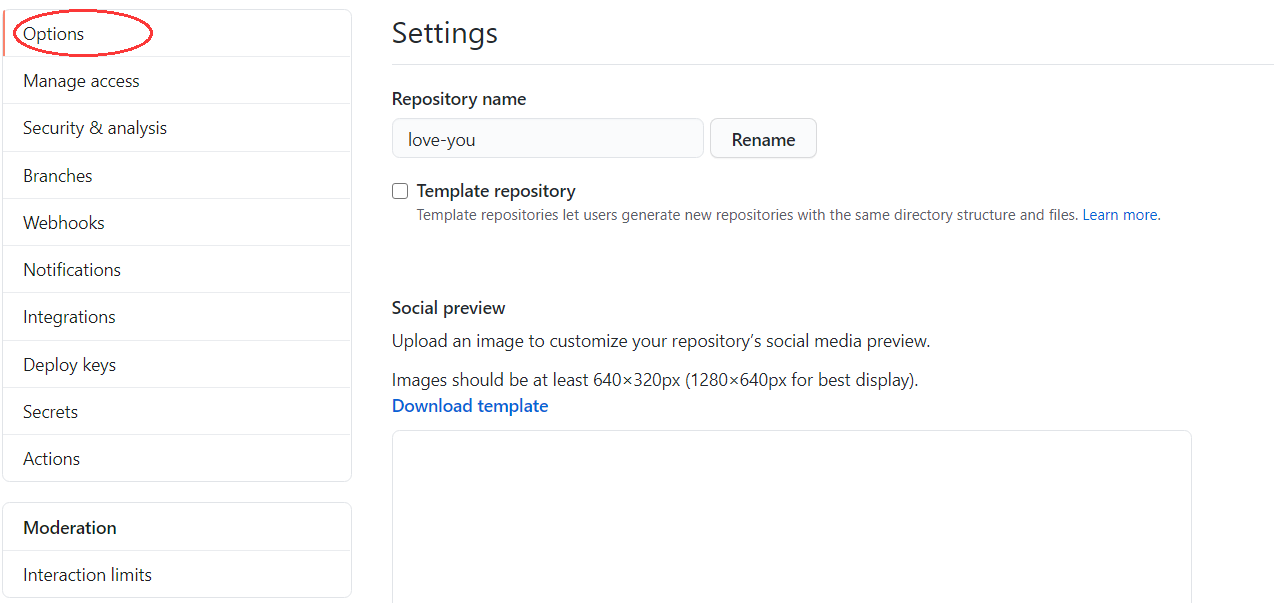 Options
Manage access
Security & analysis
Branches
Webhooks
Notifications
Integrations
Deploy keys
Secrets
Actions
Moderation
Interaction limits
Settings
Repository name
love-you
Rename
Template repository
Template repositories let users generate new repositories with the same directory structure and files. Learn more.
Social preview
Upload an image to customize your repository’s social media preview.
Images should be at least 640×320px (1280×640px for best display).
Download template